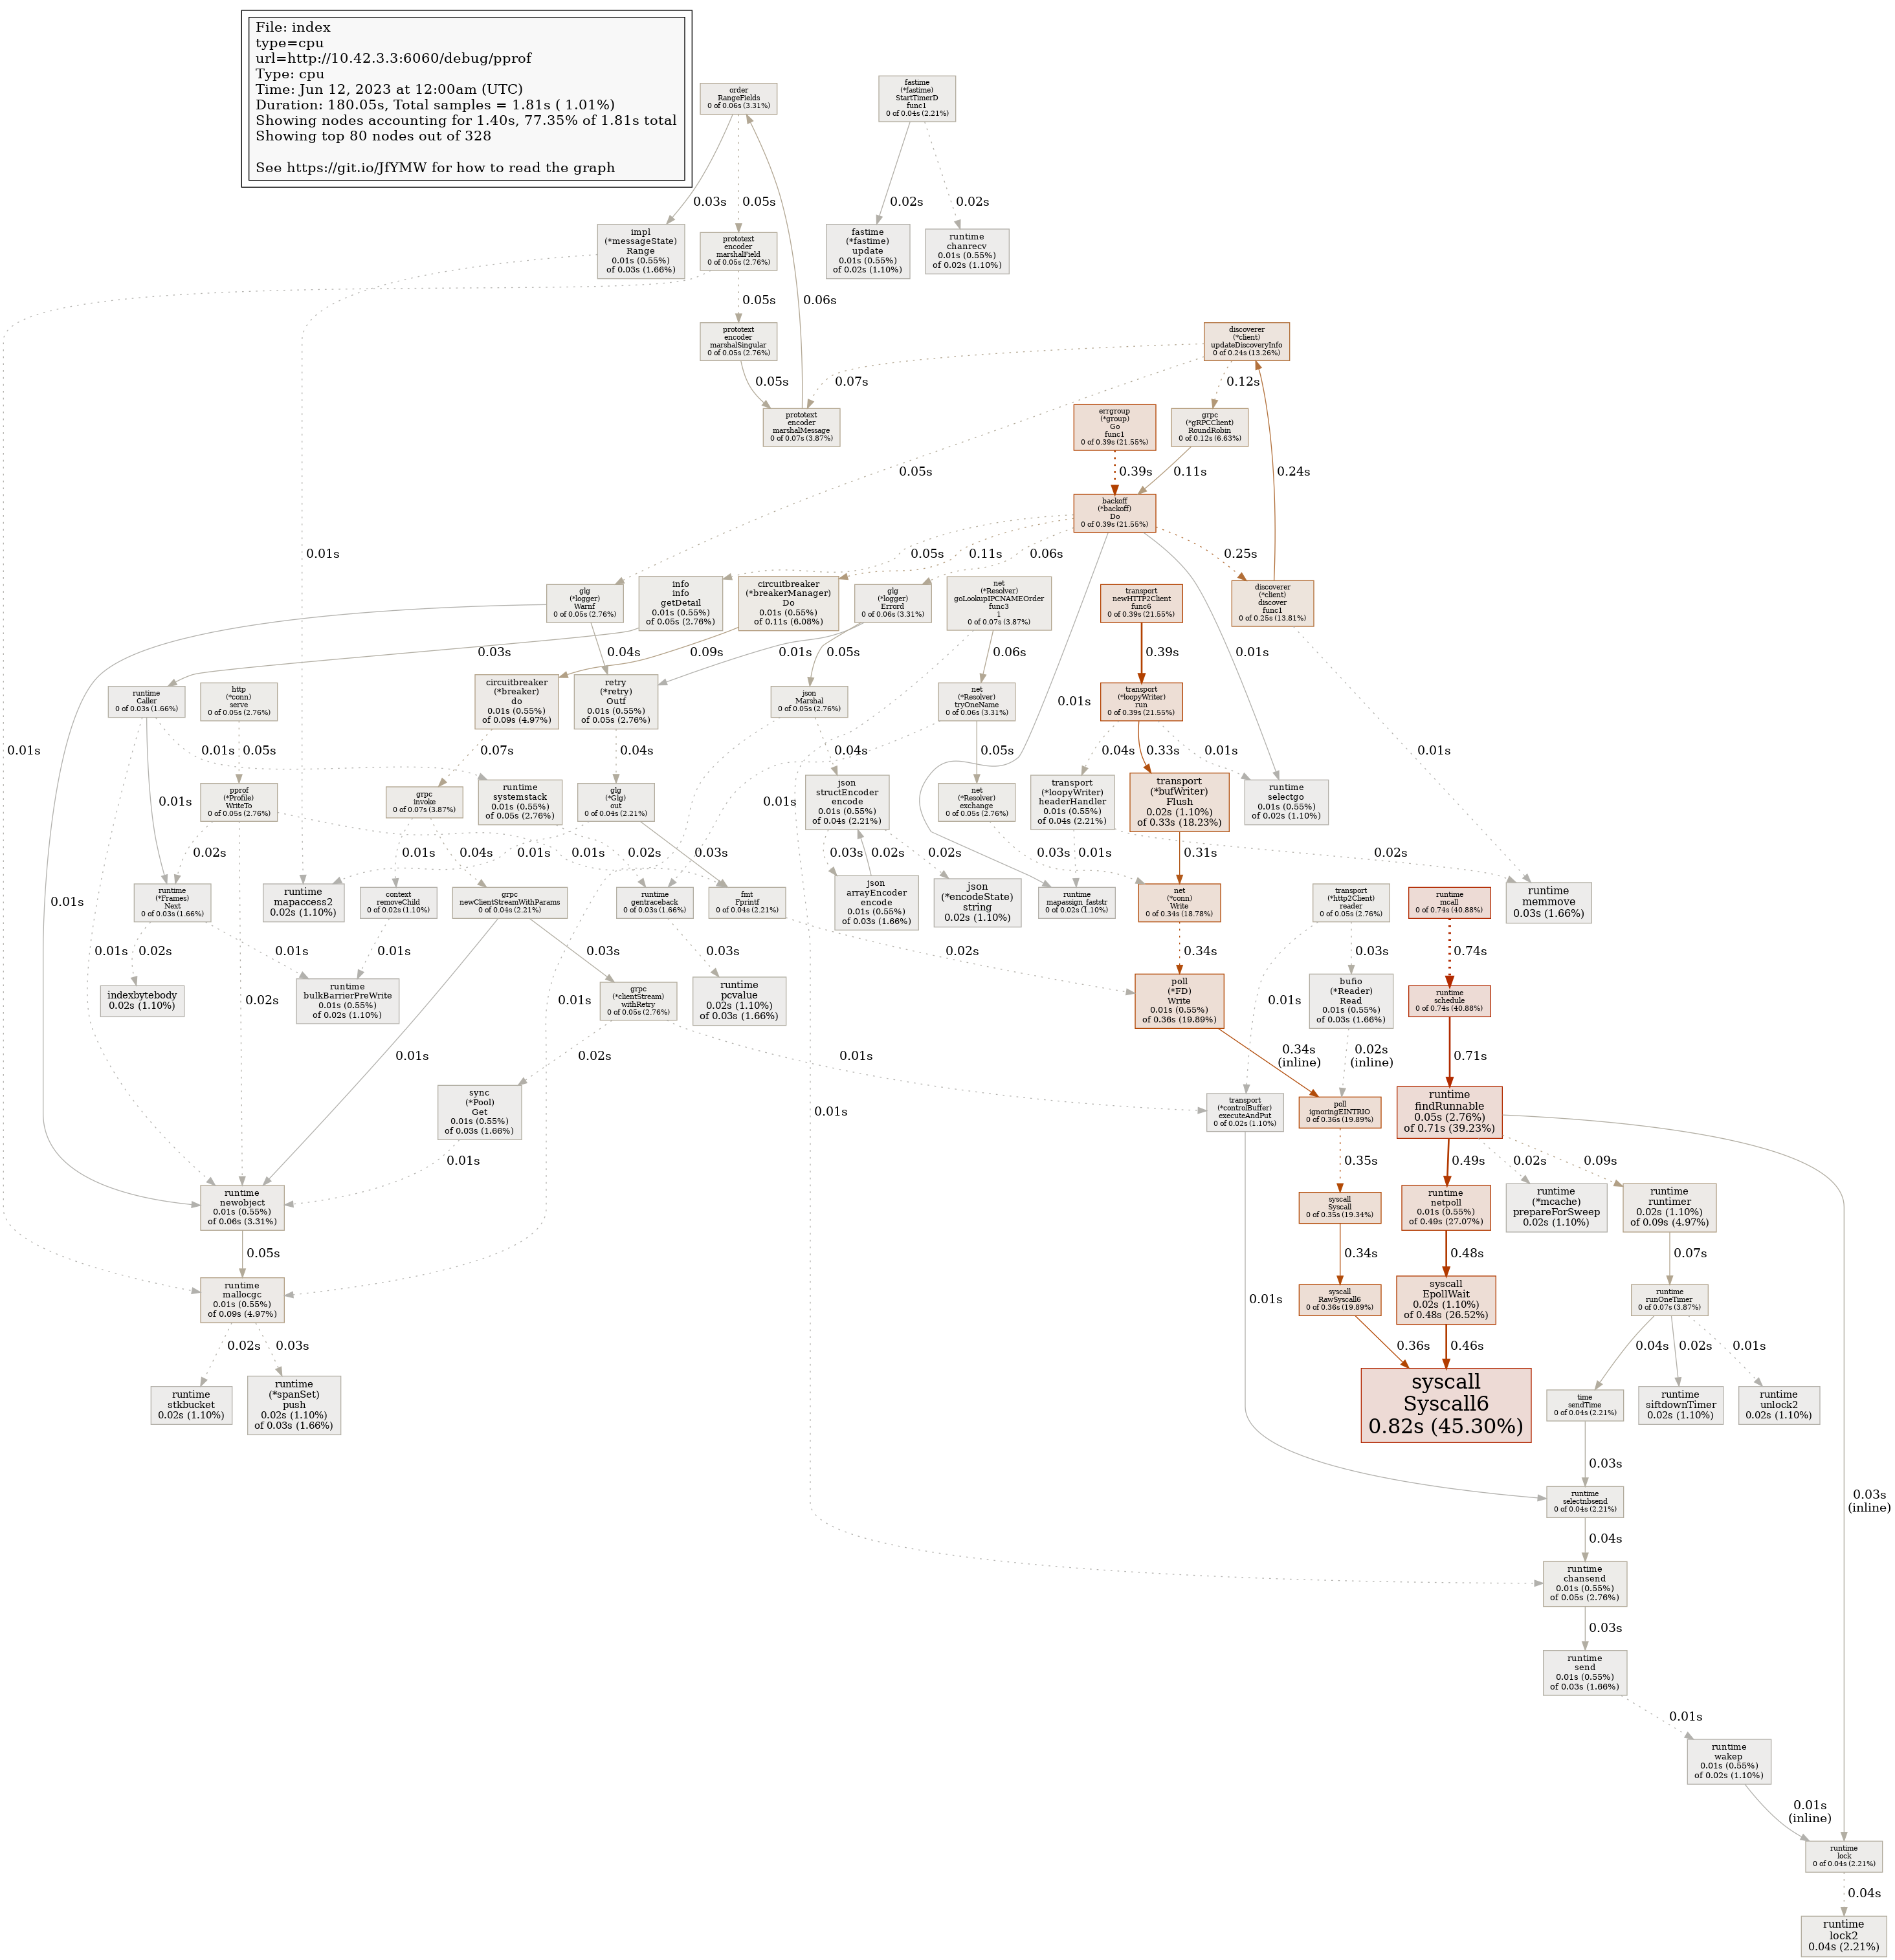 File: index
type=cpu
url=http://10.42.3.3:6060/debug/pprof
Type: cpu
Time: Jun 12, 2023 at 12:00am (UTC)
Duration: 180.05s, Total samples = 1.81s ( 1.01%)
Showing nodes accounting for 1.40s, 77.35% of 1.81s total
Showing top 80 nodes out of 328
See https://git.io/JfYMW for how to read the graph
order
RangeFields
0 of 0.06s (3.31%)
fastime
(*fastime)
StartTimerD
func1
0 of 0.04s (2.21%)
0.03s
0.05s
0.02s
0.02s
impl
(*messageState)
Range
0.01s (0.55%)
of 0.03s (1.66%)
prototext
encoder
marshalField
0 of 0.05s (2.76%)
fastime
(*fastime)
update
0.01s (0.55%)
of 0.02s (1.10%)
runtime
chanrecv
0.01s (0.55%)
of 0.02s (1.10%)
0.05s
0.06s
prototext
encoder
marshalSingular
0 of 0.05s (2.76%)
discoverer
(*client)
updateDiscoveryInfo
0 of 0.24s (13.26%)
0.05s
0.07s
0.12s
prototext
encoder
marshalMessage
0 of 0.07s (3.87%)
errgroup
(*group)
Go
func1
0 of 0.39s (21.55%)
grpc
(*gRPCClient)
RoundRobin
0 of 0.12s (6.63%)
0.05s
0.39s
0.11s
0.24s
backoff
(*backoff)
Do
0 of 0.39s (21.55%)
0.01s
0.05s
0.11s
0.06s
0.25s
glg
(*logger)
Warnf
0 of 0.05s (2.76%)
info
info
getDetail
0.01s (0.55%)
of 0.05s (2.76%)
circuitbreaker
(*breakerManager)
Do
0.01s (0.55%)
of 0.11s (6.08%)
glg
(*logger)
Errord
0 of 0.06s (3.31%)
net
(*Resolver)
goLookupIPCNAMEOrder
func3
1
0 of 0.07s (3.87%)
transport
newHTTP2Client
func6
0 of 0.39s (21.55%)
discoverer
(*client)
discover
func1
0 of 0.25s (13.81%)
0.03s
0.04s
0.09s
0.01s
0.05s
0.06s
0.39s
0.01s
runtime
Caller
0 of 0.03s (1.66%)
http
(*conn)
serve
0 of 0.05s (2.76%)
circuitbreaker
(*breaker)
do
0.01s (0.55%)
of 0.09s (4.97%)
retry
(*retry)
Outf
0.01s (0.55%)
of 0.05s (2.76%)
json
Marshal
0 of 0.05s (2.76%)
net
(*Resolver)
tryOneName
0 of 0.06s (3.31%)
0.01s
transport
(*loopyWriter)
run
0 of 0.39s (21.55%)
0.01s
0.01s
0.05s
0.07s
0.04s
0.04s
0.05s
0.04s
0.33s
0.01s
0.01s
pprof
(*Profile)
WriteTo
0 of 0.05s (2.76%)
grpc
invoke
0 of 0.07s (3.87%)
runtime
systemstack
0.01s (0.55%)
of 0.05s (2.76%)
glg
(*Glg)
out
0 of 0.04s (2.21%)
0.01s
json
structEncoder
encode
0.01s (0.55%)
of 0.04s (2.21%)
net
(*Resolver)
exchange
0 of 0.05s (2.76%)
transport
(*loopyWriter)
headerHandler
0.01s (0.55%)
of 0.04s (2.21%)
transport
(*bufWriter)
Flush
0.02s (1.10%)
of 0.33s (18.23%)
runtime
selectgo
0.01s (0.55%)
of 0.02s (1.10%)
0.01s
0.02s
0.01s
0.04s
0.01s
0.01s
0.02s
0.03s
0.03s
0.02s
0.02s
0.03s
0.01s
0.31s
0.02s
0.01s
runtime
(*Frames)
Next
0 of 0.03s (1.66%)
runtime
mapaccess2
0.02s (1.10%)
context
removeChild
0 of 0.02s (1.10%)
grpc
newClientStreamWithParams
0 of 0.04s (2.21%)
runtime
gentraceback
0 of 0.03s (1.66%)
fmt
Fprintf
0 of 0.04s (2.21%)
json
arrayEncoder
encode
0.01s (0.55%)
of 0.03s (1.66%)
json
(*encodeState)
string
0.02s (1.10%)
runtime
mapassign_faststr
0 of 0.02s (1.10%)
net
(*conn)
Write
0 of 0.34s (18.78%)
transport
(*http2Client)
reader
0 of 0.05s (2.76%)
runtime
mcall
0 of 0.74s (40.88%)
runtime
memmove
0.03s (1.66%)
0.01s
0.02s
0.01s
0.01s
0.03s
0.03s
0.02s
0.34s
0.03s
0.74s
indexbytebody
0.02s (1.10%)
0.02s
runtime
bulkBarrierPreWrite
0.01s (0.55%)
of 0.02s (1.10%)
grpc
(*clientStream)
withRetry
0 of 0.05s (2.76%)
0.01s
runtime
pcvalue
0.02s (1.10%)
of 0.03s (1.66%)
poll
(*FD)
Write
0.01s (0.55%)
of 0.36s (19.89%)
0.01s
bufio
(*Reader)
Read
0.01s (0.55%)
of 0.03s (1.66%)
runtime
schedule
0 of 0.74s (40.88%)
0.01s
0.02s
0.01s
0.34s
(inline)
0.02s
(inline)
0.71s
sync
(*Pool)
Get
0.01s (0.55%)
of 0.03s (1.66%)
0.01s
transport
(*controlBuffer)
executeAndPut
0 of 0.02s (1.10%)
poll
ignoringEINTRIO
0 of 0.36s (19.89%)
runtime
findRunnable
0.05s (2.76%)
of 0.71s (39.23%)
0.01s
0.35s
0.49s
0.02s
0.09s
runtime
newobject
0.01s (0.55%)
of 0.06s (3.31%)
syscall
Syscall
0 of 0.35s (19.34%)
runtime
netpoll
0.01s (0.55%)
of 0.49s (27.07%)
runtime
(*mcache)
prepareForSweep
0.02s (1.10%)
runtime
runtimer
0.02s (1.10%)
of 0.09s (4.97%)
0.05s
0.34s
0.48s
0.07s
runtime
mallocgc
0.01s (0.55%)
of 0.09s (4.97%)
0.01s
syscall
RawSyscall6
0 of 0.36s (19.89%)
syscall
EpollWait
0.02s (1.10%)
of 0.48s (26.52%)
runtime
runOneTimer
0 of 0.07s (3.87%)
0.02s
0.03s
0.36s
0.46s
0.04s
0.02s
0.01s
runtime
stkbucket
0.02s (1.10%)
runtime
(*spanSet)
push
0.02s (1.10%)
of 0.03s (1.66%)
syscall
Syscall6
0.82s (45.30%)
time
sendTime
0 of 0.04s (2.21%)
runtime
siftdownTimer
0.02s (1.10%)
runtime
unlock2
0.02s (1.10%)
0.03s
0.03s
(inline)
runtime
selectnbsend
0 of 0.04s (2.21%)
0.04s
runtime
chansend
0.01s (0.55%)
of 0.05s (2.76%)
0.03s
runtime
send
0.01s (0.55%)
of 0.03s (1.66%)
0.01s
runtime
wakep
0.01s (0.55%)
of 0.02s (1.10%)
0.01s
(inline)
runtime
lock
0 of 0.04s (2.21%)
0.04s
runtime
lock2
0.04s (2.21%)